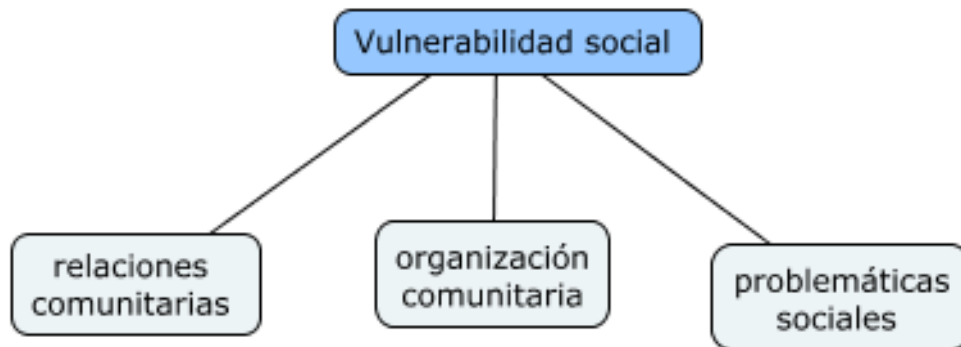 Vulnerabilidad social
relaciones
comunitarias
organización
comunitaria
problemáticas
sociales